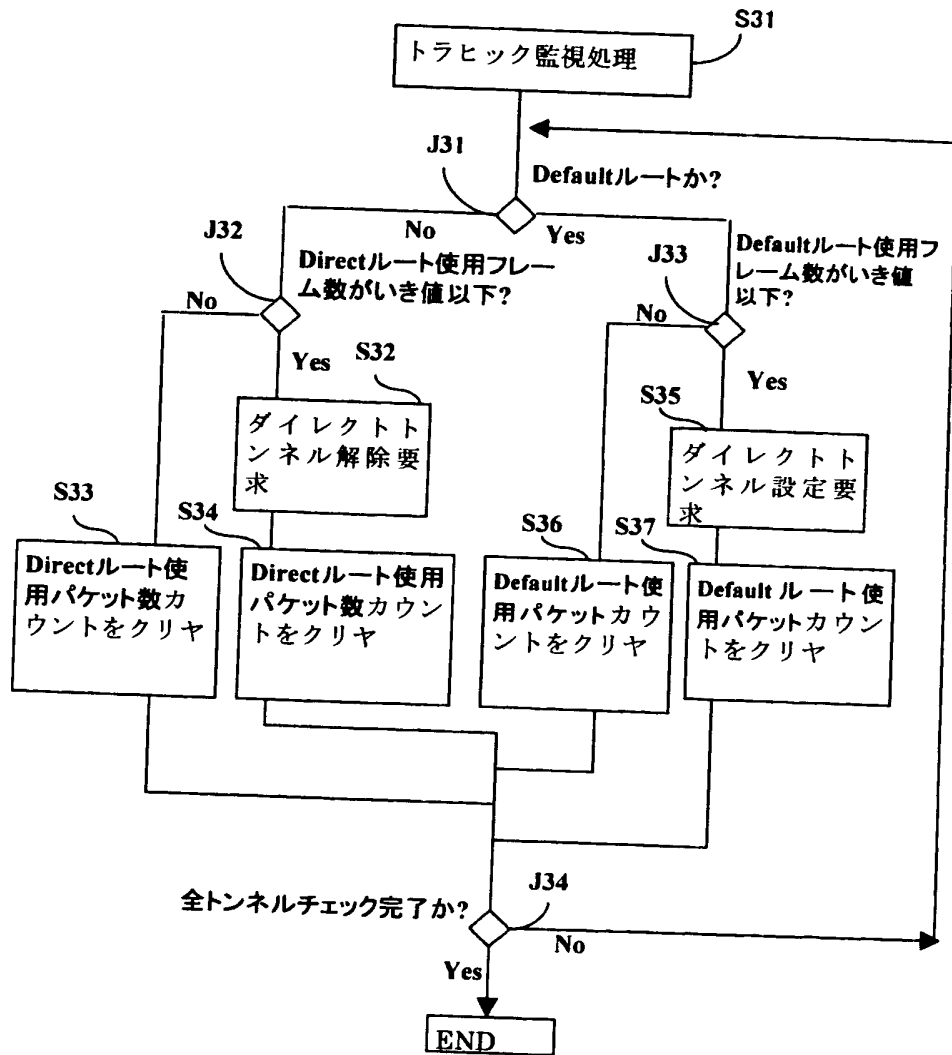 S31
トラヒック監視処理
J31
Defaultルートか?
No
Yes
J32
Directルート使用フレー
ム数がいき値以下?
No
Yes
J33
Defaultルート使用フ
レーム数がいき値
以下?
No
Yes
S32
ダイレクトト
ンネル解除要
求
S35
ダイレクトト
ンネル設定要
求
S33
Directルート使
用パケット数カ
ウントをクリヤ
S34
Directルート使用
パケット数カウン
トをクリヤ
S36
Defaultルート使
用パケットカウ
ントをクリヤ
S37
Default ルート使
用パケットカウン
トをクリヤ
全トンネルチェック完了か?
J34
No
Yes
END